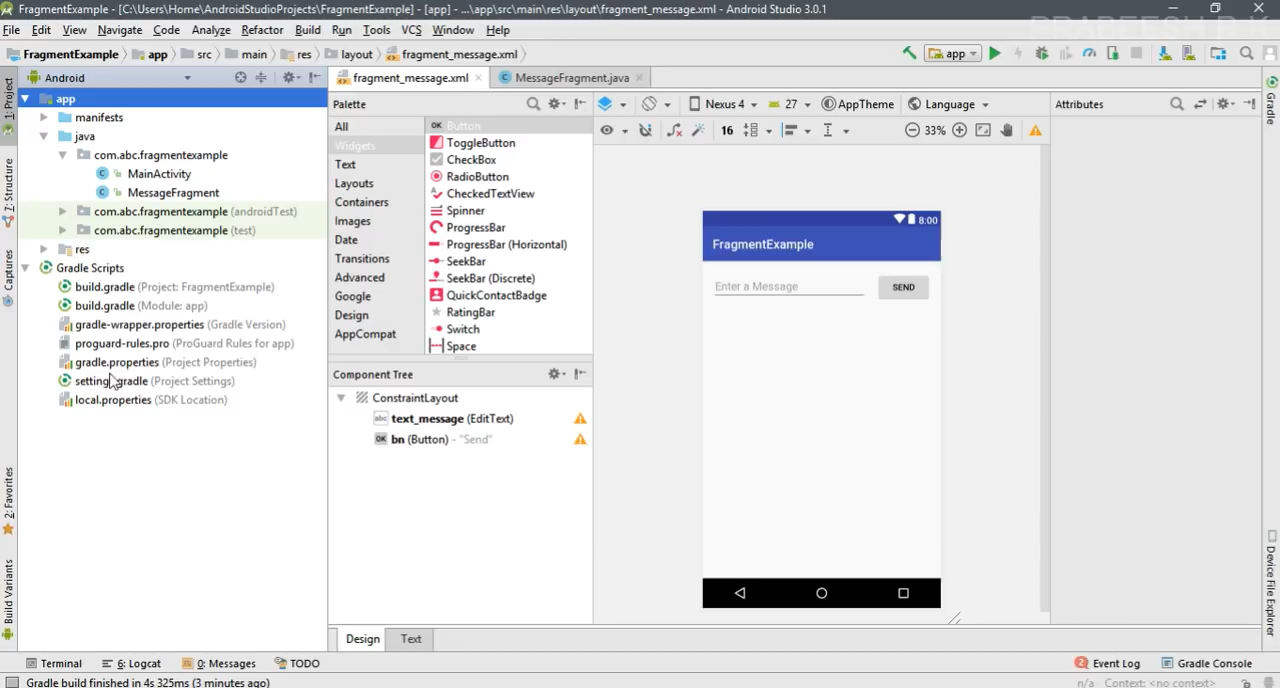 FragmentExample - [C:\Users\Home\AndroidStudioProjects\FragmentExample] - [app] - ...\app\src\main\res\layout\fragment_message.xml - Android Studio 3.0.1
PRABEESH R K
File Edit View Navigate Code Analyze Refactor Build Run Tools VCS Window Help
FragmentExample app src main res layout fragment_message.xml
app
Android
fragment_message.xml MessageFragment.java
1: Project
Z: Structure
Captures
2: Favorites
Build Variants
app
manifests
java
com.abc.fragmentexample
MainActivity
MessageFragment
com.abc.fragmentexample (androidTest)
com.abc.fragmentexample (test)
res
Gradle Scripts
build.gradle (Project: FragmentExample)
build.gradle (Module: app)
gradle-wrapper.properties (Gradle Version)
proguard-rules.pro (ProGuard Rules for app)
gradle.properties (Project Properties)
settings.gradle (Project Settings)
local.properties (SDK Location)
Palette
All
Widgets
Text
Layouts
Containers
Images
Date
Transitions
Advanced
Google
Design
AppCompat
OK Button
ToggleButton
CheckBox
RadioButton
CheckedTextView
Spinner
ProgressBar
ProgressBar (Horizontal)
SeekBar
SeekBar (Discrete)
QuickContactBadge
RatingBar
Switch
Space
Component Tree
ConstraintLayout
abc text_message (EditText)
OK bn (Button) - "Send"
Nexus 4 27 AppTheme Language
16 33%
8:00
FragmentExample
Enter a Message SEND
Attributes
Gradle
Device File Explorer
Design Text
Terminal 6: Logcat 0: Messages TODO
2 Event Log Gradle Console
Gradle build finished in 4s 325ms (3 minutes ago)
n/a Context: <no context>